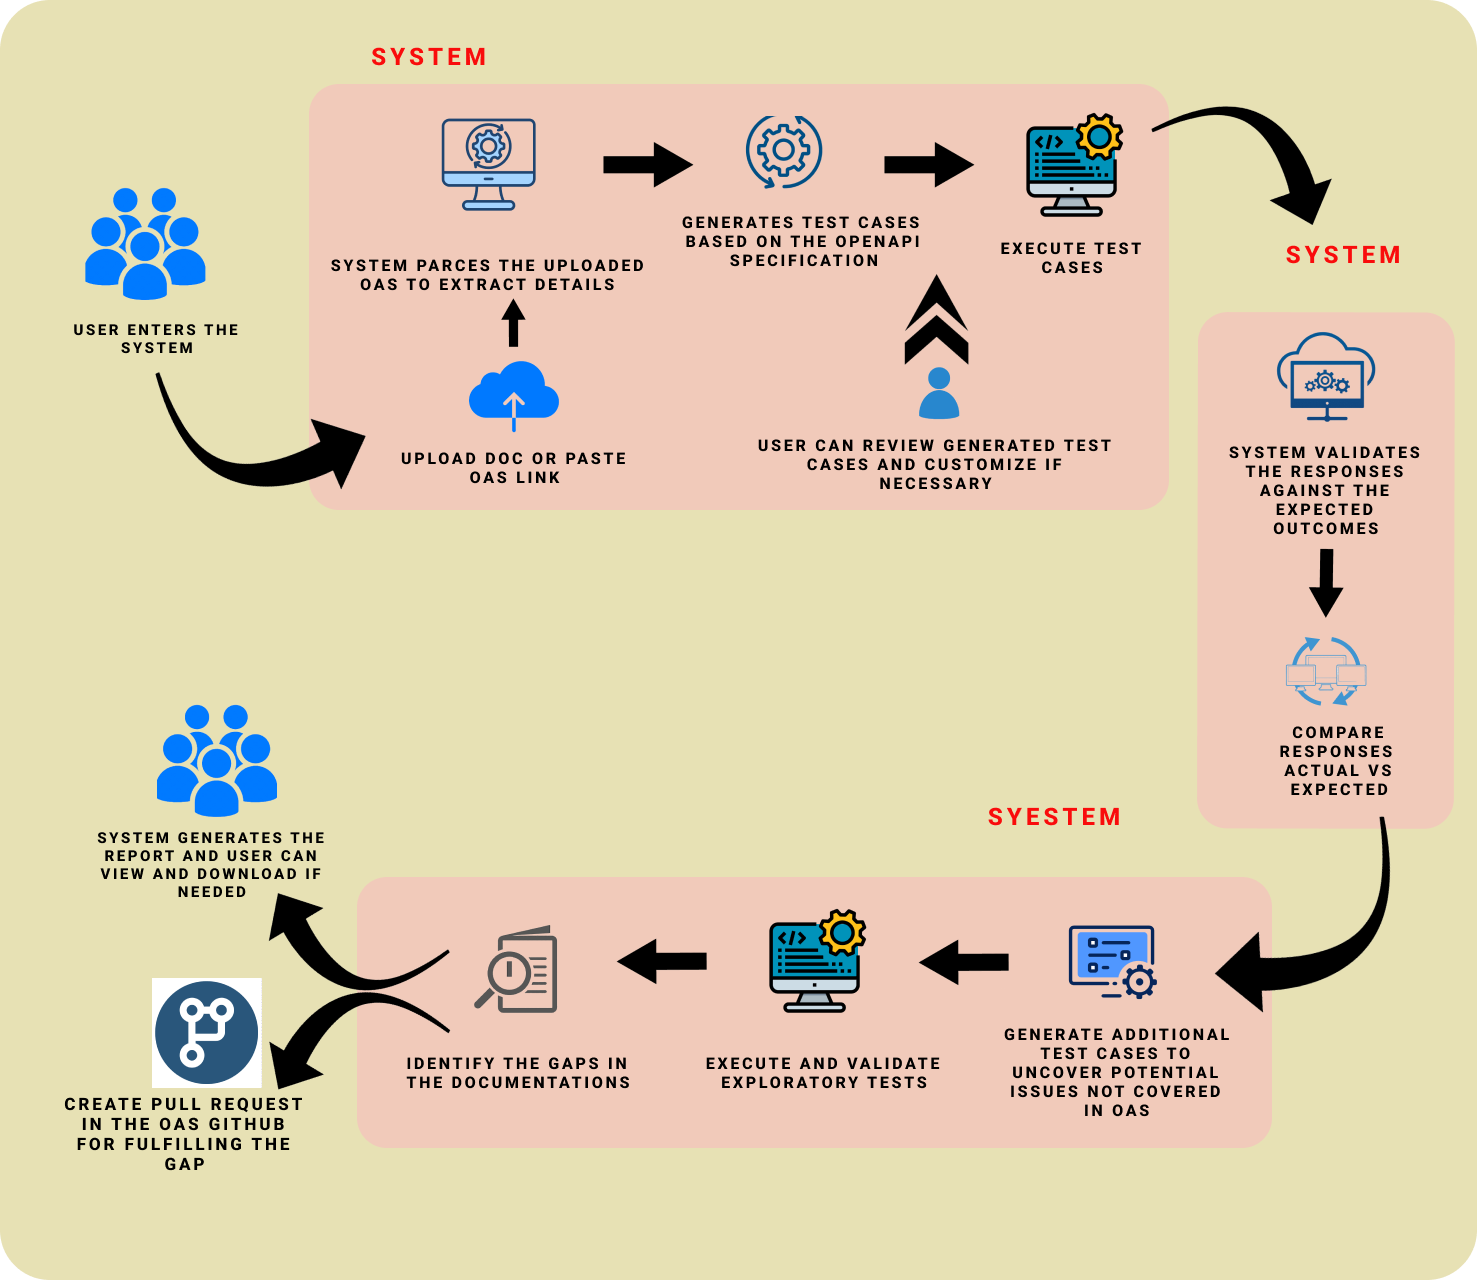 SYSTEM
USER ENTERS THE
SYSTEM
SYSTEM PARCES THE UPLOADED
OAS TO EXTRACT DETAILS
UPLOAD DOC OR PASTE
OAS LINK
GENERATES TEST CASES
BASED ON THE OPENAPI
SPECIFICATION
USER CAN REVIEW GENERATED TEST
CASES AND CUSTOMIZE IF
NECESSARY
EXECUTE TEST
CASES
SYSTEM
SYSTEM VALIDATES
THE RESPONSES
AGAINST THE
EXPECTED
OUTCOMES
COMPARE
RESPONSES
ACTUAL VS
EXPECTED
SYESTEM
GENERATE ADDITIONAL
TEST CASES TO
UNCOVER POTENTIAL
ISSUES NOT COVERED
IN OAS
EXECUTE AND VALIDATE
EXPLORATORY TESTS
IDENTIFY THE GAPS IN
THE DOCUMENTATIONS
SYSTEM GENERATES THE
REPORT AND USER CAN
VIEW AND DOWNLOAD IF
NEEDED
CREATE PULL REQUEST
IN THE OAS GITHUB
FOR FULFILLING THE
GAP